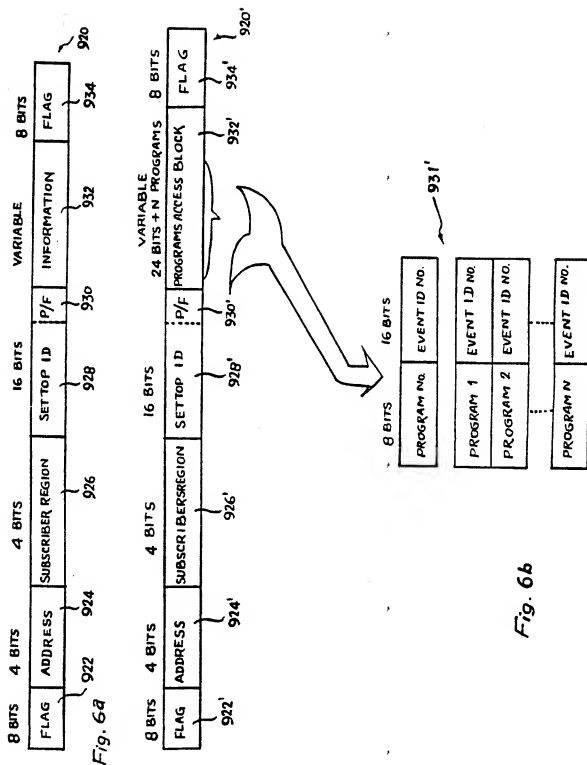 8 BITS 4 BITS 4 BITS 16 BITS VARIABLE 8 BITS
FLAG ADDRESS SUBSCRIBER REGION SET TOP ID P/F INFORMATION FLAG
922 924 926 928 930 932 934 920
Fig. 6a
VARIABLE
8 BITS 4 BITS 4 BITS 16 BITS 24 BITS + N PROGRAMS 8 BITS
FLAG ADDRESS SUBSCRIBERSREGION SET TOP ID P/F PROGRAMS ACCESS BLOCK FLAG
922' 924' 926' 928' 930' 932' 934' 920'
8 BITS 16 BITS
PROGRAM NO. EVENT ID NO.
931'
PROGRAM 1 EVENT ID NO.
PROGRAM 2 EVENT ID NO.
PROGRAM N EVENT ID NO.
Fig. 6b